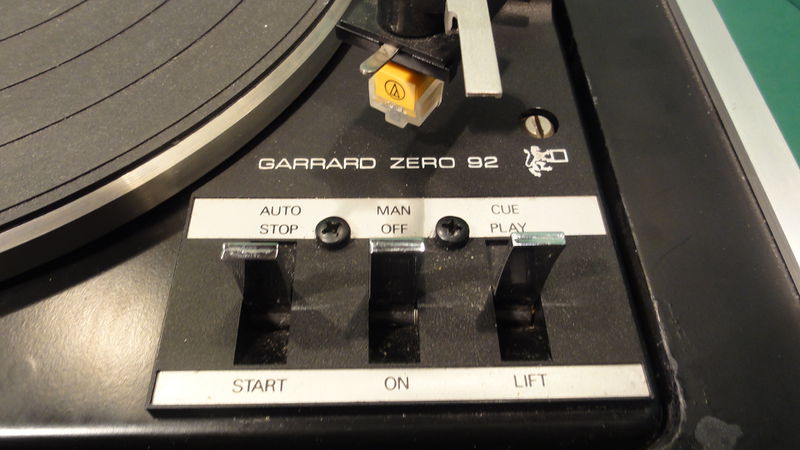 GARRARD ZERO 92
AUTO MAN CUE
STOP OFF PLAY
START ON LIFT